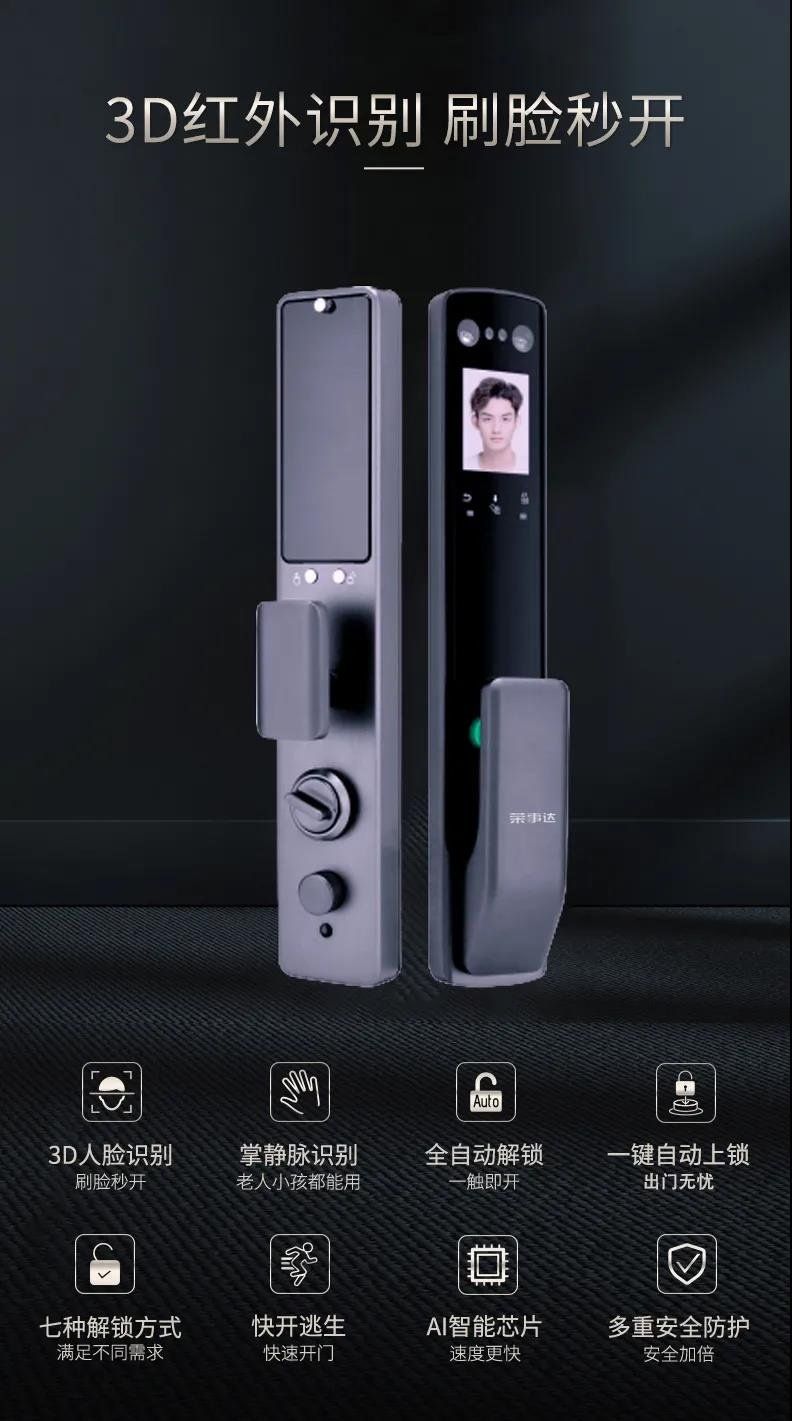 3D红外识别 刷脸秒开
荣事达
Auto
3D人脸识别
刷脸秒开
掌静脉识别
老人小孩都能用
全自动解锁
一触即开
一键自动上锁
出门无忧
七种解锁方式
满足不同需求
快开逃生
快速开门
AI智能芯片
速度更快
多重安全防护
安全加倍